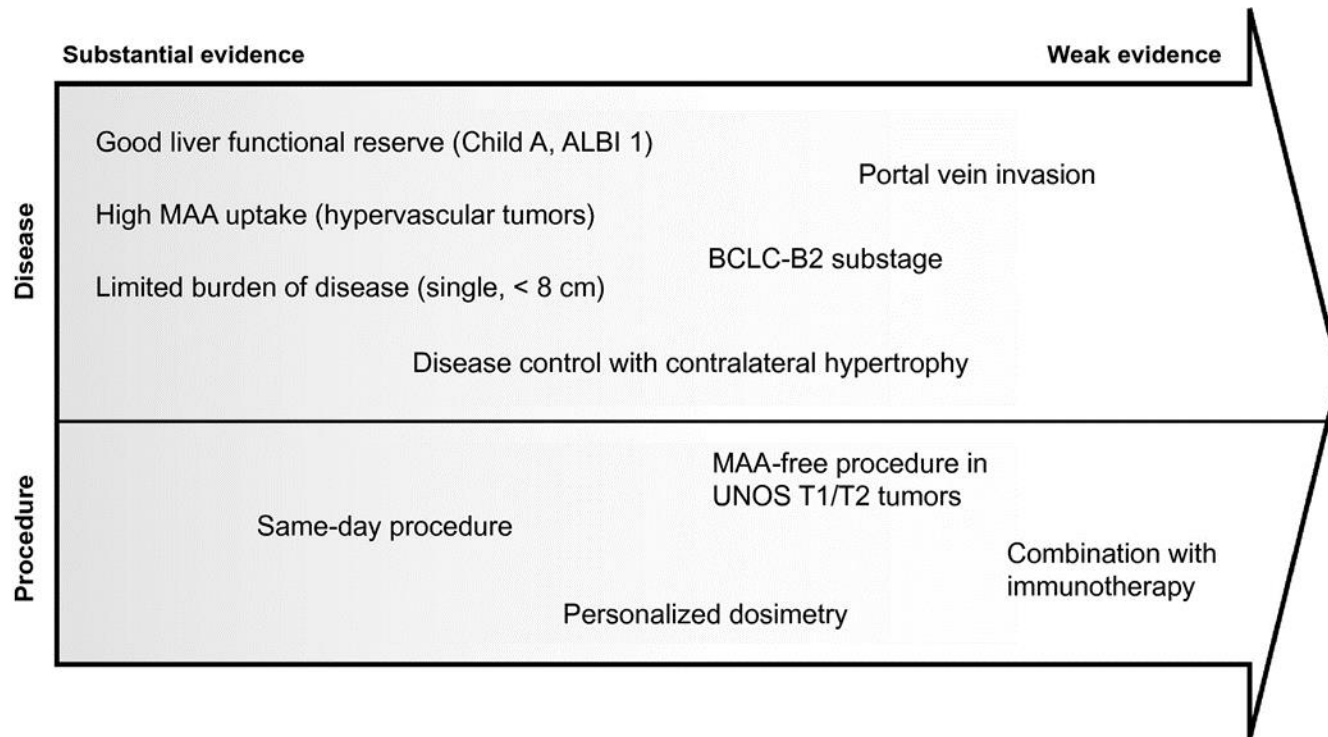 Substantial evidence
Weak evidence
Disease
Good liver functional reserve (Child A, ALBI 1)
Portal vein invasion
High MAA uptake (hypervascular tumors)
BCLC-B2 substage
Limited burden of disease (single, < 8 cm)
Disease control with contralateral hypertrophy
Procedure
MAA-free procedure in
UNOS T1/T2 tumors
Same-day procedure
Combination with
immunotherapy
Personalized dosimetry